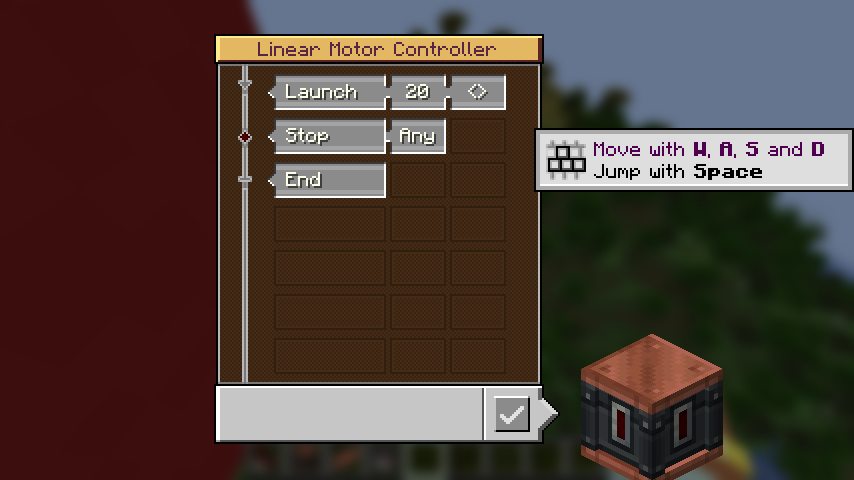 Linear Motor Controller
Launch 20 <>
Stop Any
End
Move with W, A, S and D
Jump with Space